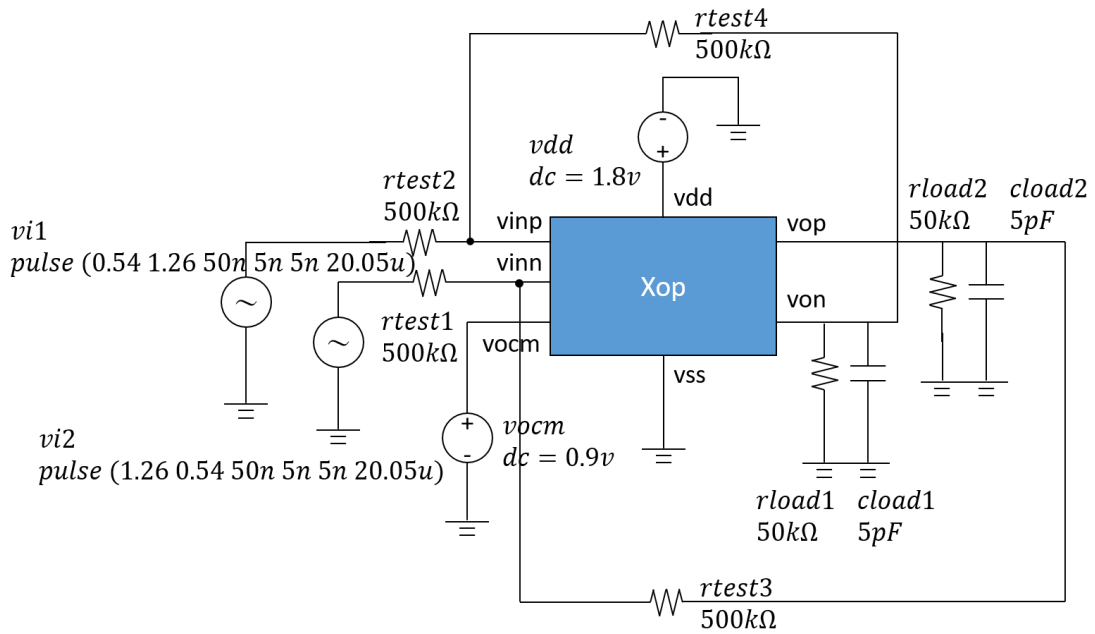 rtest4
500kΩ
-
+
vdd
dc = 1.8v
vdd
rtest2
500kΩ
rload2
50kΩ
cload2
5pF
vi1
pulse (0.54 1.26 50n 5n 5n 20.05u)
vinp
vop
vinn
Xop
von
rtest1
500kΩ
vocm
vss
vi2
pulse (1.26 0.54 50n 5n 5n 20.05u)
+
-
vocm
dc = 0.9v
rload1
50kΩ
cload1
5pF
rtest3
500kΩ